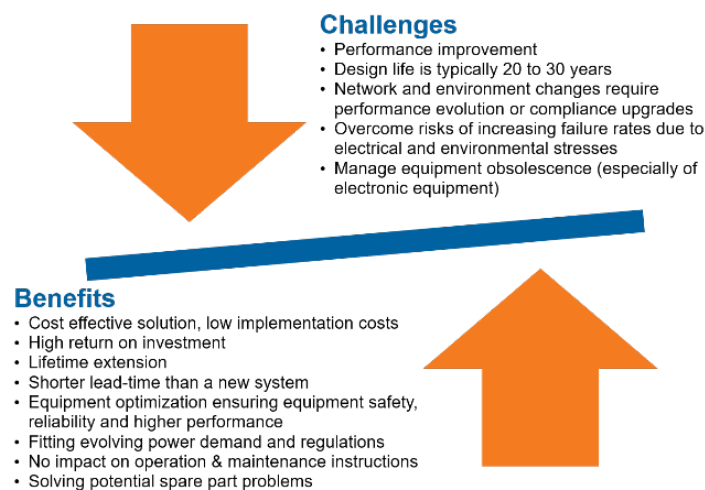 Challenges
• Performance improvement
• Design life is typically 20 to 30 years
• Network and environment changes require
performance evolution or compliance upgrades
• Overcome risks of increasing failure rates due to
electrical and environmental stresses
• Manage equipment obsolescence (especially of
electronic equipment)
Benefits
• Cost effective solution, low implementation costs
• High return on investment
• Lifetime extension
• Shorter lead-time than a new system
• Equipment optimization ensuring equipment safety,
reliability and higher performance
• Fitting evolving power demand and regulations
• No impact on operation & maintenance instructions
• Solving potential spare part problems